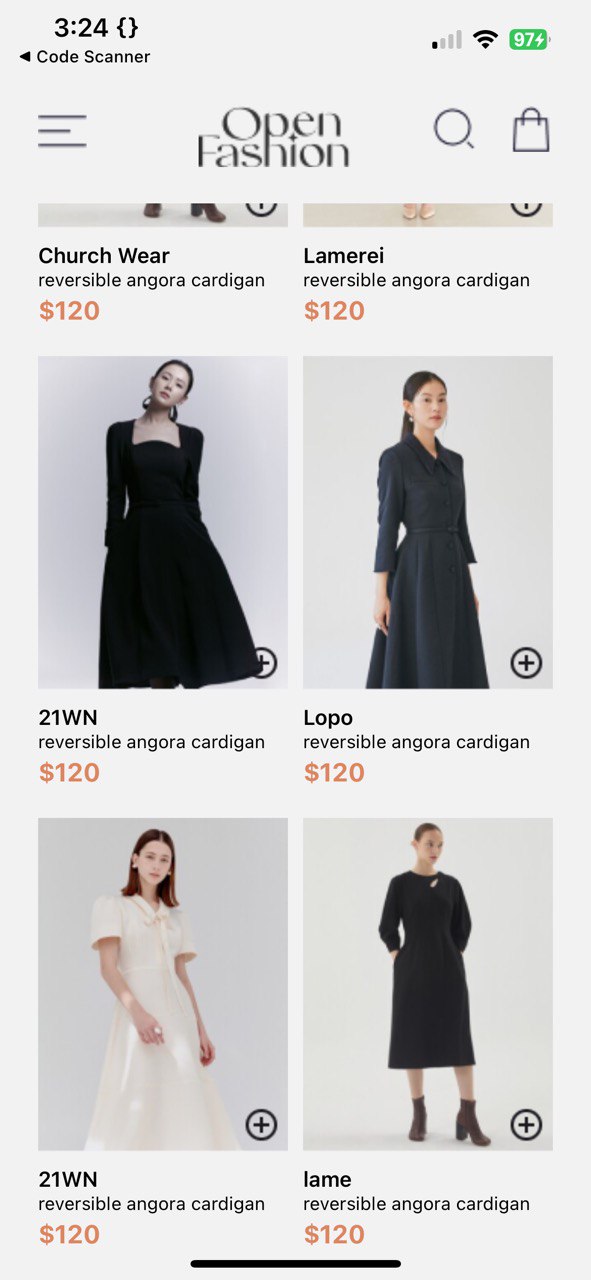 3:24 {}
◀ Code Scanner
97
Open
Fashion
Church Wear
reversible angora cardigan
$120
Lamerei
reversible angora cardigan
$120
21WN
reversible angora cardigan
$120
Lopo
reversible angora cardigan
$120
21WN
reversible angora cardigan
$120
lame
reversible angora cardigan
$120